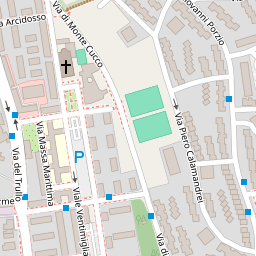 Arcidosso
Via di Monte Cucco
Giovanni Porzio
Via Piero Calamandrei
Via Massa Marittima
Via del Trullo
P
Viale Ventimiglia
Via di